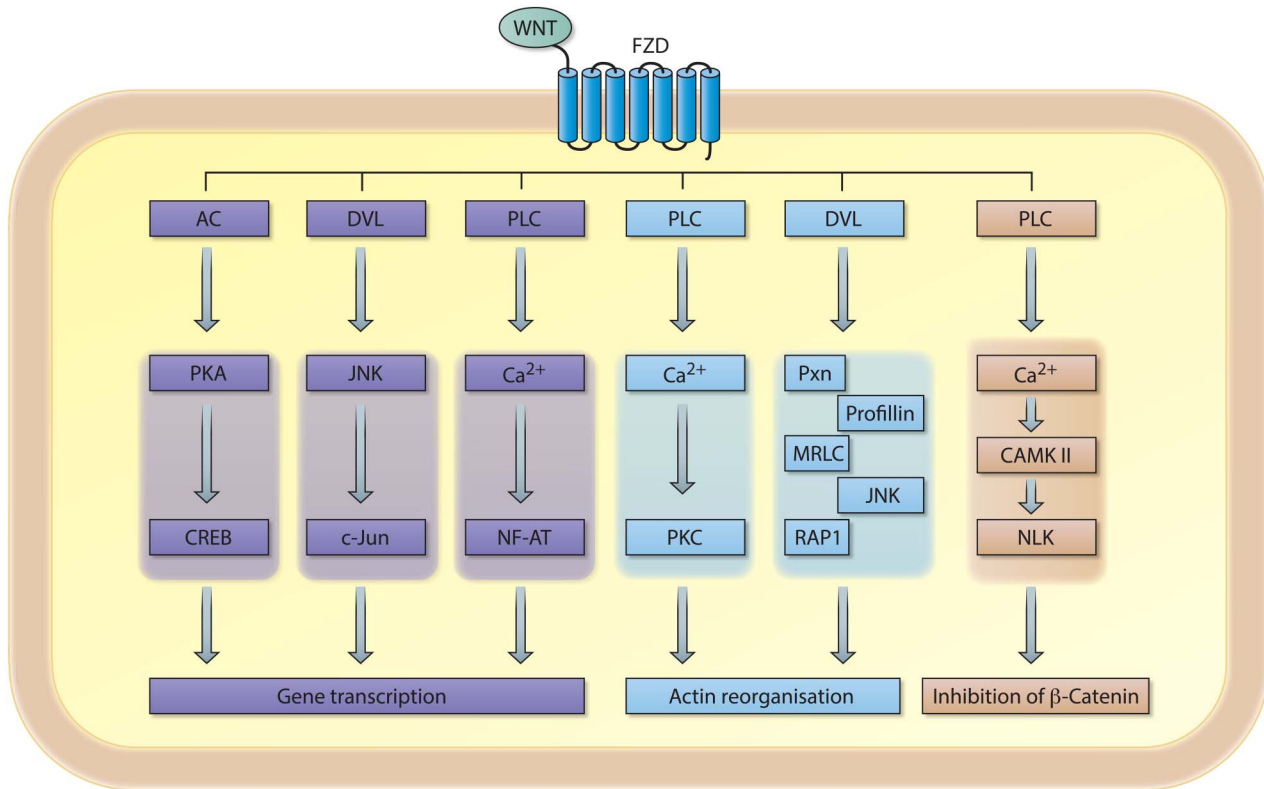 WNT
FZD
AC
DVL
PLC
PLC
DVL
PLC
PKA
JNK
Ca2+
Ca2+
Pxn
Ca2+
Profillin
MRLC
CAMK II
JNK
CREB
c-Jun
NF-AT
PKC
RAP1
NLK
Gene transcription
Actin reorganisation
Inhibition of β-Catenin